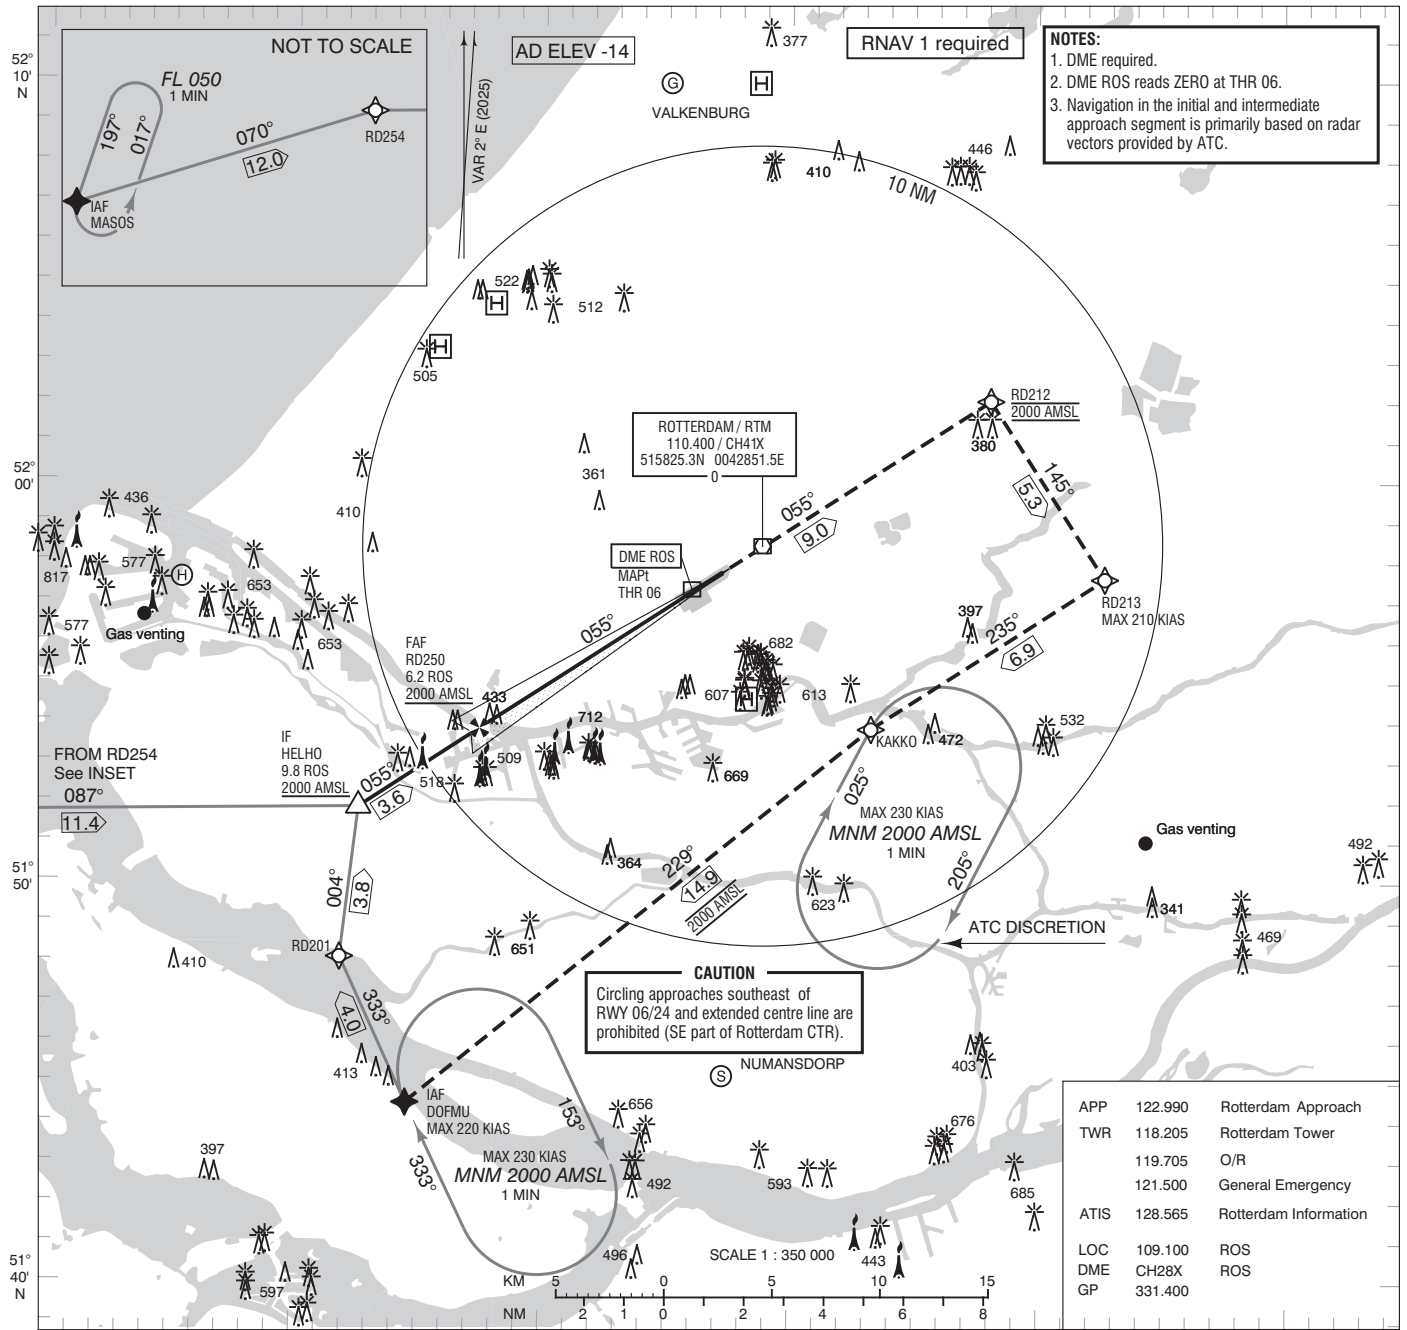 NOT TO SCALE
FL 050
1 MIN
197°
017°
070°
12.0
RD254
IAF
MASOS
52°
10'
N
VAR 2° E (2025)
AD ELEV -14
377
G
H
VALKENBURG
RNAV 1 required
NOTES:
1. DME required.
2. DME ROS reads ZERO at THR 06.
3. Navigation in the initial and intermediate
approach segment is primarily based on radar
vectors provided by ATC.
446
410
10 NM
522
H
512
H
505
RD212
2000 AMSL
380
ROTTERDAM / RTM
110.400 / CH41X
515825.3N 0042851.5E
0
361
52°
00'
436
410
055°
9.0
145°
5.3
817
577
H
653
Gas venting
577
653
DME ROS
MAPt
THR 06
055°
RD213
MAX 210 KIAS
397
235°
6.9
FAF
RD250
6.2 ROS
2000 AMSL
433
682
607
H
613
712
KAKKO
472
532
FROM RD254
See INSET
087°
11.4
IF
HELHO
9.8 ROS
2000 AMSL
055°
3.6
518
509
669
025°
MAX 230 KIAS
MNM 2000 AMSL
1 MIN
205°
Gas venting
492
51°
50'
364
229°
14.9
2000 AMSL
623
341
004°
3.8
ATC DISCRETION
469
RD201
651
410
CAUTION
Circling approaches southeast of
RWY 06/24 and extended centre line are
prohibited (SE part of Rotterdam CTR).
333°
4.0
413
S
NUMANSDORP
403
IAF
DOFMU
MAX 220 KIAS
153°
656
676
397
333°
MAX 230 KIAS
MNM 2000 AMSL
1 MIN
492
593
685
APP 122.990 Rotterdam Approach
TWR 118.205 Rotterdam Tower
119.705 O/R
121.500 General Emergency
ATIS 128.565 Rotterdam Information
LOC 109.100 ROS
DME CH28X ROS
GP 331.400
51°
40'
N
597
496
SCALE 1 : 350 000
443
KM 5 0 5 10 15
NM 2 1 0 2 4 6 8